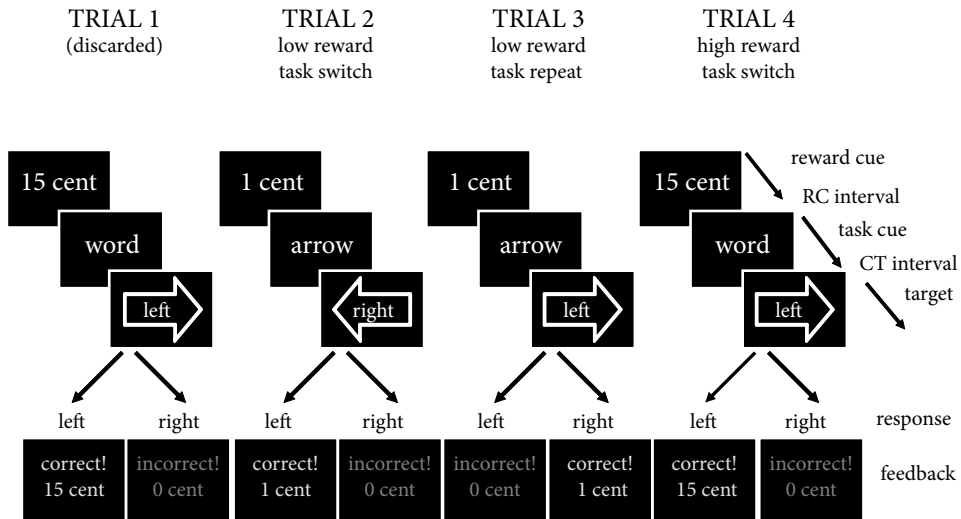 TRIAL 1
(discarded)
TRIAL 2
low reward
task switch
TRIAL 3
low reward
task repeat
TRIAL 4
high reward
task switch
15 cent
word
left
1 cent
arrow
right
1 cent
arrow
left
15 cent
word
left
reward cue
RC interval
task cue
CT interval
target
left
right
left
right
left
right
left
right
response
correct!
15 cent
incorrect!
0 cent
correct!
1 cent
incorrect!
0 cent
incorrect!
0 cent
correct!
1 cent
correct!
15 cent
incorrect!
0 cent
feedback